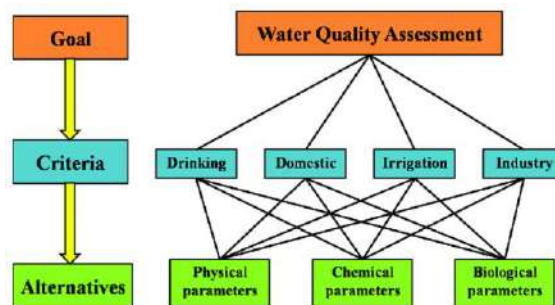 Goal
Water Quality Assessment
Criteria
Drinking
Domestic
Irrigation
Industry
Alternatives
Physical
parameters
Chemical
parameters
Biological
parameters